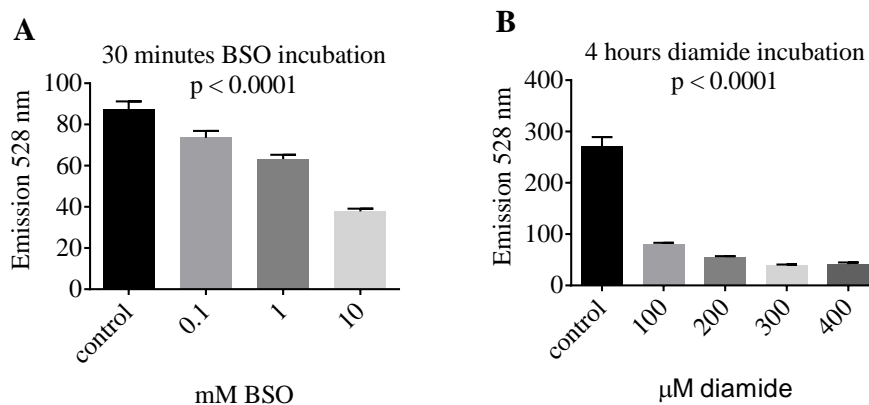 A
30 minutes BSO incubation
p < 0.0001
Emission 528 nm
100
80
60
40
20
0
control
0.1
1
10
mM BSO
B
4 hours diamide incubation
p < 0.0001
Emission 528 nm
400
300
200
100
0
control
100
200
300
400
μM diamide